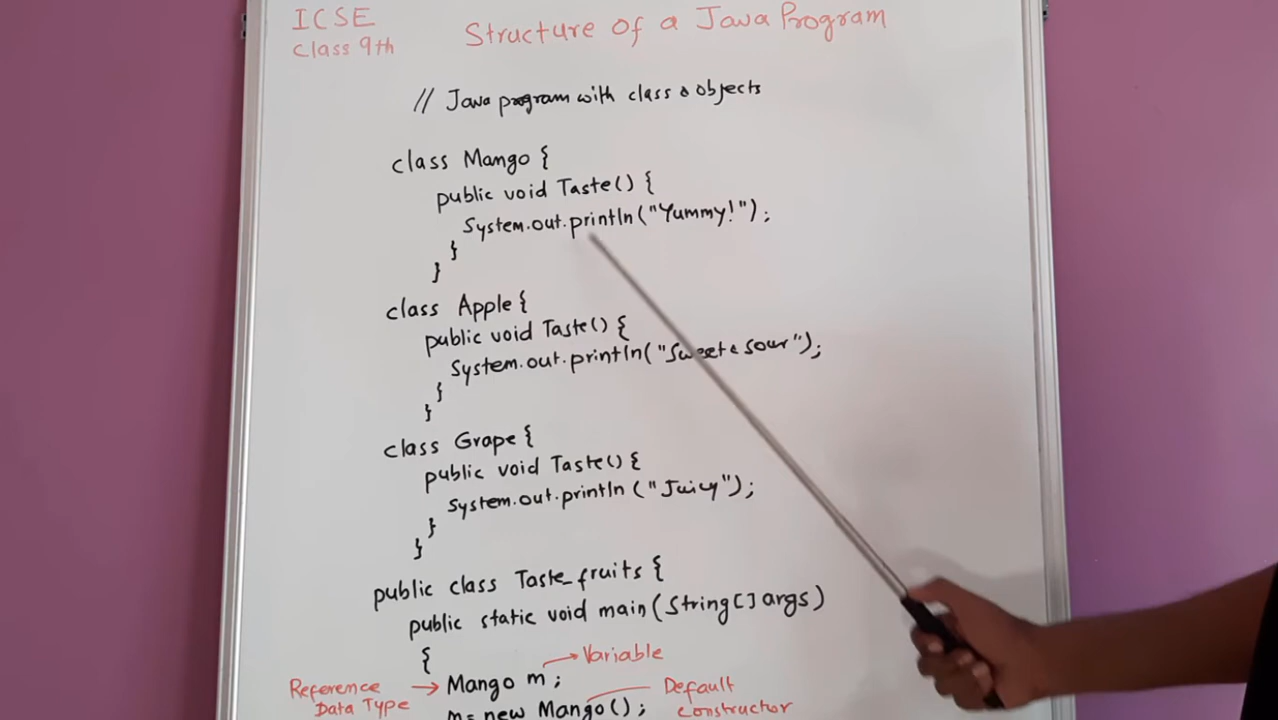 ICSE
Class 9th
Structure of a Java Program
// Java program with class & objects
class Mango {
public void Taste() {
System.out.println("Yummy!");
}
}
class Apple {
public void Taste() {
System.out.println("Sweet & Sour");
}
}
class Grape {
public void Taste() {
System.out.println ("Juicy");
}
}
public class Taste_fruits {
public static void main(String[] args)
{
Variable
Reference
Data Type
Mango m ;
m= new Mango();
Default
constructor